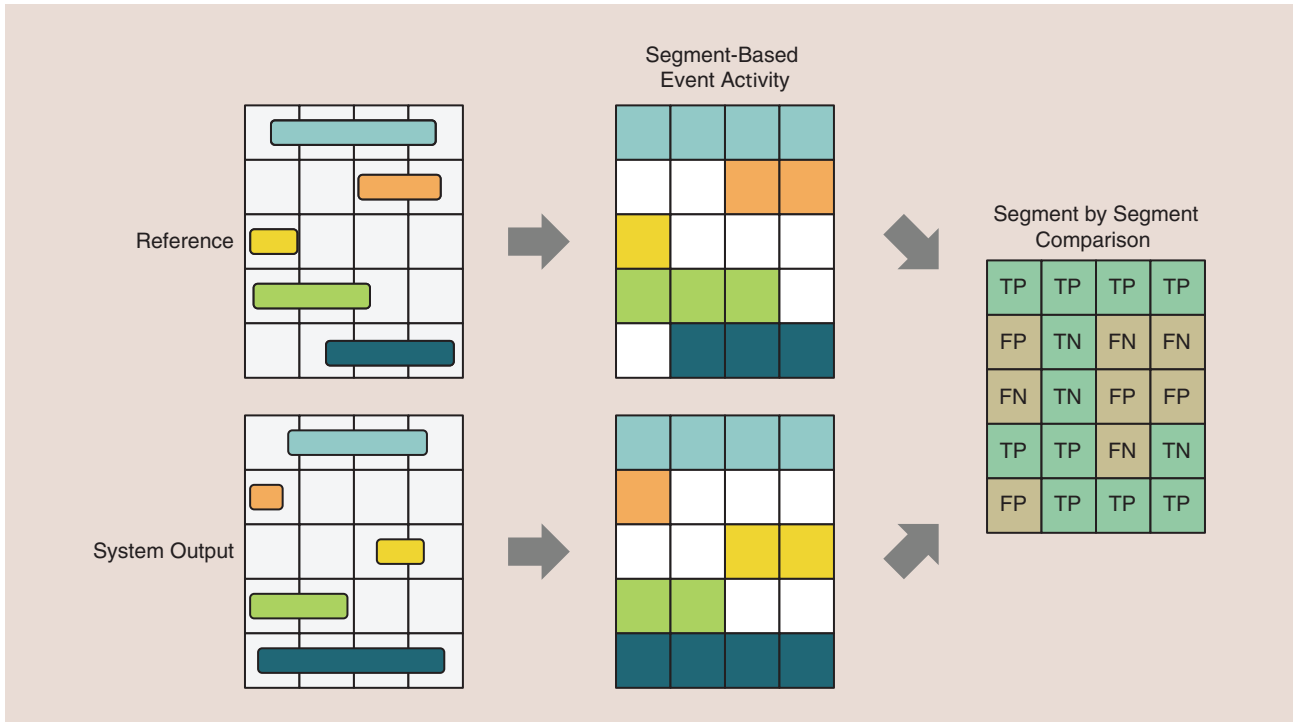 Segment-Based
Event Activity
Reference
System Output
Segment by Segment
Comparison
TP TP TP TP
FP TN FN FN
FN TN FP FP
TP TP FN TN
FP TP TP TP